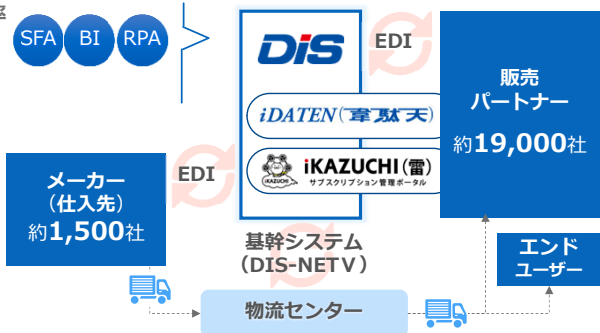 率
SFA
BI
RPA
DIS
EDI
販売
パートナー
約19,000社
iDATEN(韋駄天)
iKAZUCHI(雷)
サブスクリプション管理ポータル
iKAZUCHI
EDI
メーカー
(仕入先)
約1,500社
基幹システム
(DIS-NETⅤ)
エンド
ユーザー
物流センター